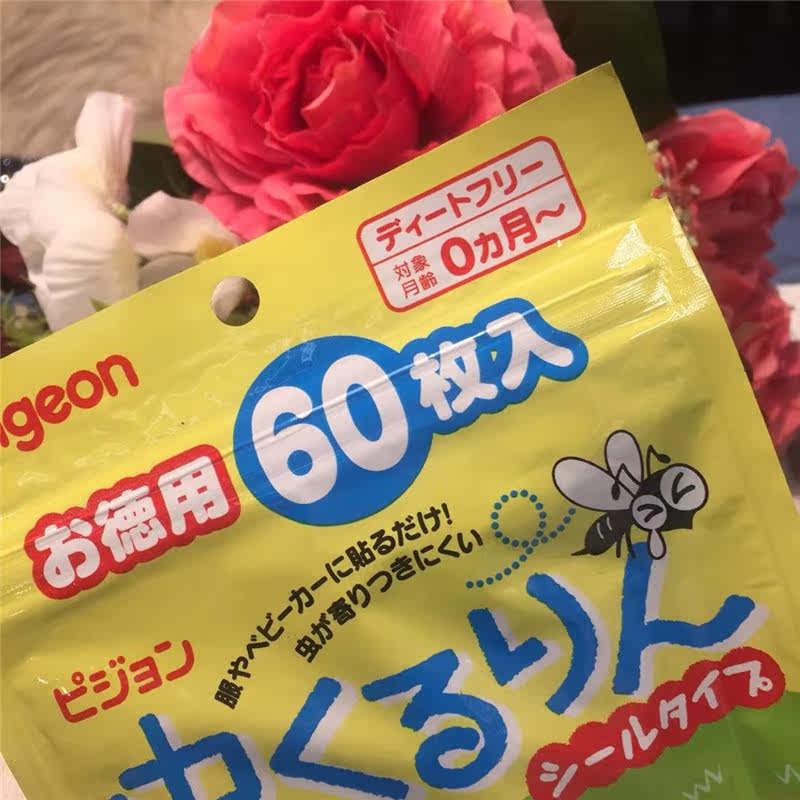 ディートフリー
対象月齢 0ヵ月～
igeon
お徳用 60枚入
服やベビーカーに貼るだけ!
虫が寄りつきにくい
ピジョン
カくるりん
シールタイプ